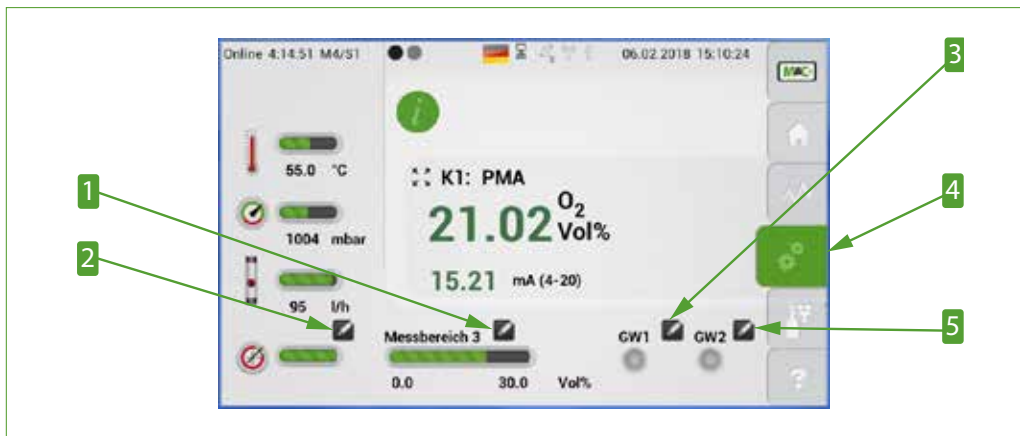 Online 4:14:51 M4/S1
06.02.2018 15:10:24
MAC
i
55.0 °C
1004 mbar
95 l/h
K1: PMA
21.02 O2 Vol%
15.21 mA (4-20)
Messbereich 3
0.0 30.0 Vol%
GW1 GW2
?
1
2
3
4
5